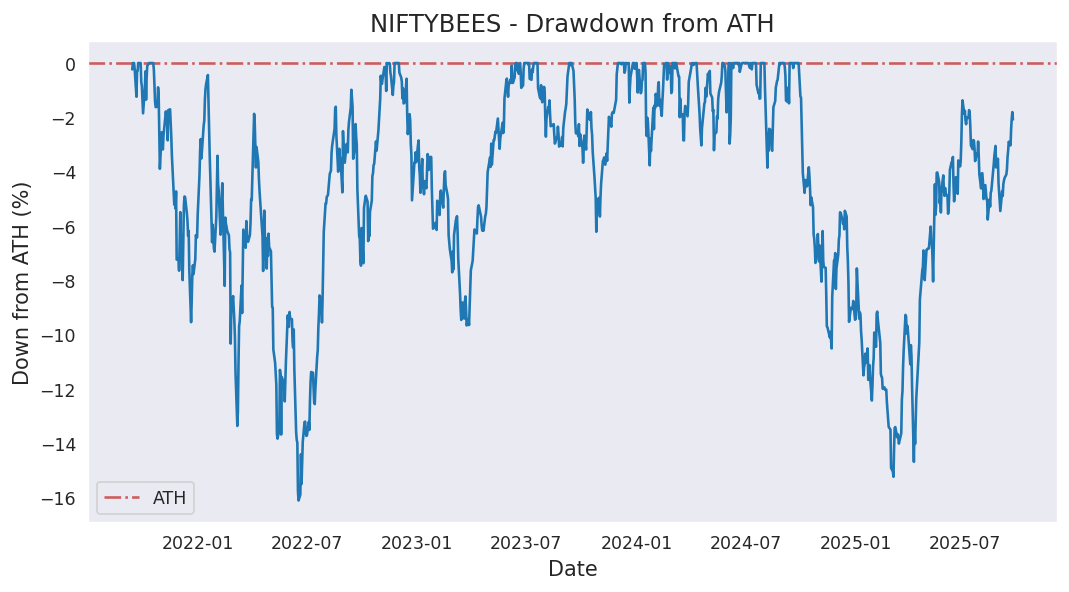 NIFTYBEES - Drawdown from ATH
Down from ATH (%)
0
−2
−4
−6
−8
−10
−12
−14
−16
ATH
2022-01 2022-07 2023-01 2023-07 2024-01 2024-07 2025-01 2025-07
Date